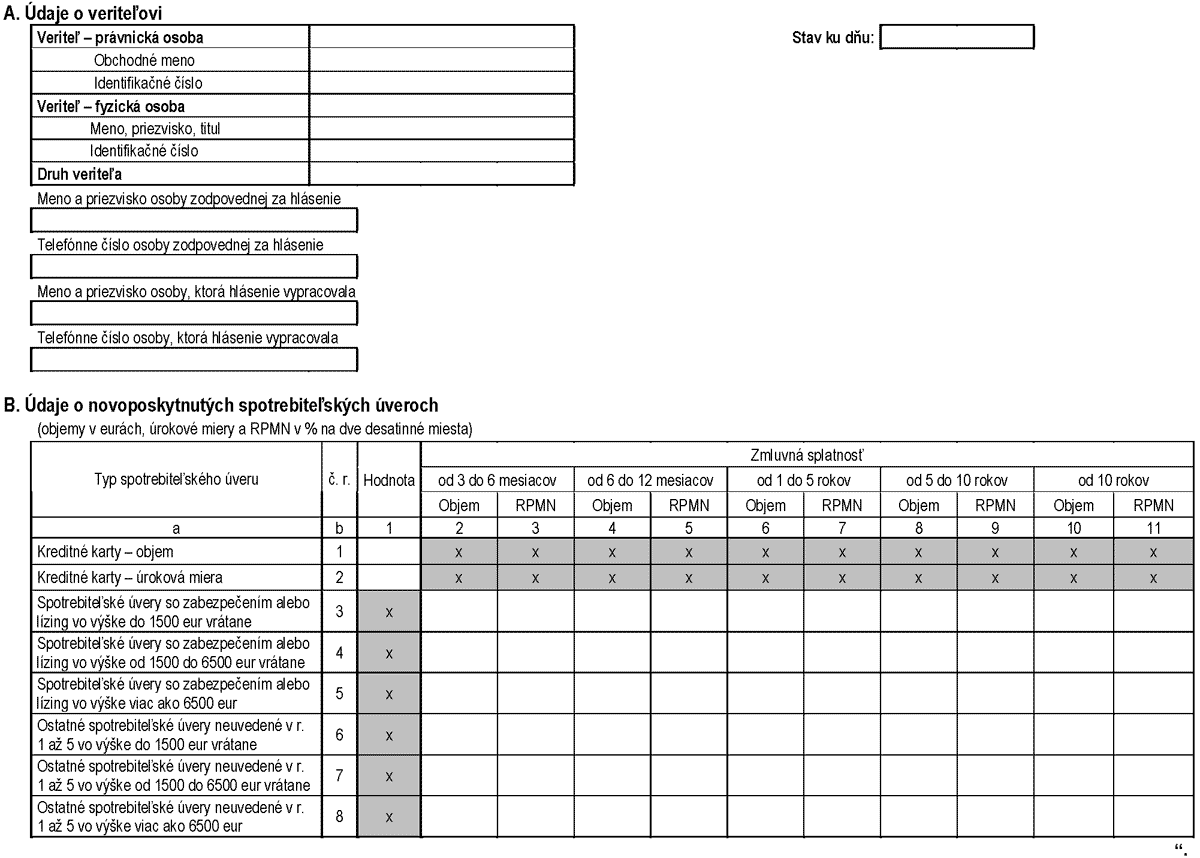 A. Údaje o veriteľovi
Veriteľ – právnická osoba
Stav ku dňu:
Obchodné meno
Identifikačné číslo
Veriteľ – fyzická osoba
Meno, priezvisko, titul
Identifikačné číslo
Druh veriteľa
Meno a priezvisko osoby zodpovednej za hlásenie
Telefónne číslo osoby zodpovednej za hlásenie
Meno a priezvisko osoby, ktorá hlásenie vypracovala
Telefónne číslo osoby, ktorá hlásenie vypracovala
B. Údaje o novoposkytnutých spotrebiteľských úveroch
(objemy v eurách, úrokové miery a RPMN v % na dve desatinné miesta)
Typ spotrebiteľského úveru č. r. Hodnota Zmluvná splatnosť
od 3 do 6 mesiacov od 6 do 12 mesiacov od 1 do 5 rokov od 5 do 10 rokov od 10 rokov
Objem RPMN Objem RPMN Objem RPMN Objem RPMN Objem RPMN
a b 1 2 3 4 5 6 7 8 9 10 11
Kreditné karty – objem 1 x x x x x x x x x x
Kreditné karty – úroková miera 2 x x x x x x x x x x
Spotrebiteľské úvery so zabezpečením alebo
lízing vo výške do 1500 eur vrátane 3 x
Spotrebiteľské úvery so zabezpečením alebo
lízing vo výške od 1500 do 6500 eur vrátane 4 x
Spotrebiteľské úvery so zabezpečením alebo
lízing vo výške viac ako 6500 eur 5 x
Ostatné spotrebiteľské úvery neuvedené v r.
1 až 5 vo výške do 1500 eur vrátane 6 x
Ostatné spotrebiteľské úvery neuvedené v r.
1 až 5 vo výške od 1500 do 6500 eur vrátane 7 x
Ostatné spotrebiteľské úvery neuvedené v r.
1 až 5 vo výške viac ako 6500 eur 8 x
“.